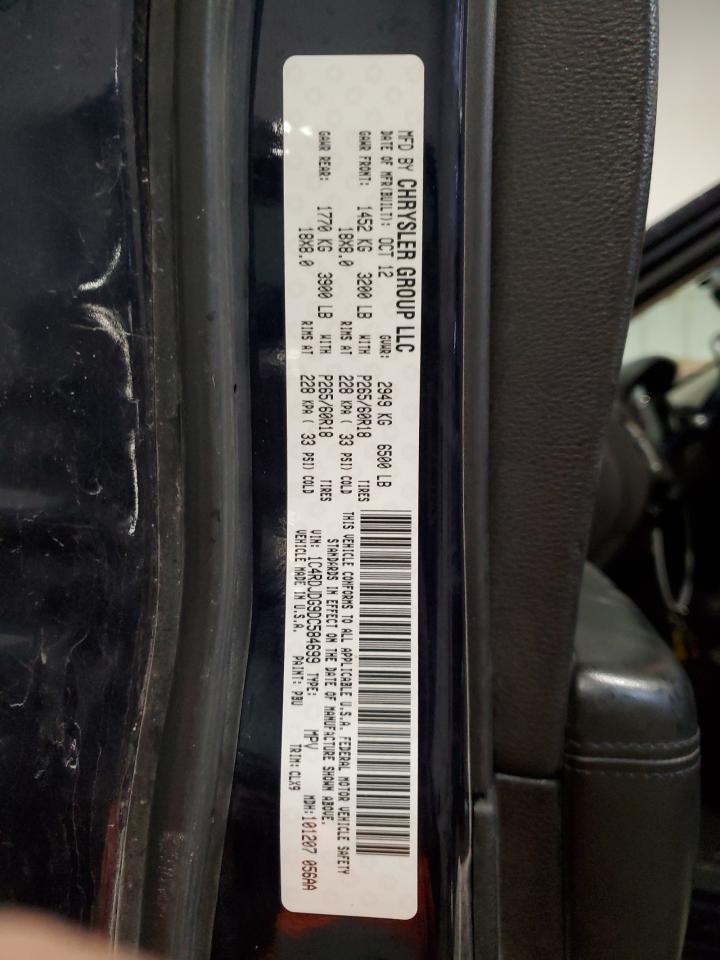 MFD BY CHRYSLER GROUP LLC
DATE OF MFR(BUILT): OCT 12 GVWR: 2949 KG 6500 LB
GAWR FRONT: 1452 KG 3200 LB WITH P265/60R18 TIRES
18X8.0 RIMS AT 228 KPA ( 33 PSI) COLD
GAWR REAR: 1770 KG 3900 LB WITH P265/60R18 TIRES
18X8.0 RIMS AT 228 KPA ( 33 PSI) COLD
THIS VEHICLE CONFORMS TO ALL APPLICABLE U.S.A. FEDERAL MOTOR VEHICLE SAFETY
STANDARDS IN EFFECT ON THE DATE OF MANUFACTURE SHOWN ABOVE.
VIN: 1C4RDJDG9DC584699 TYPE: MPV MDH:101207 056AA
VEHICLE MADE IN U.S.A. PAINT: PBU TRIM: CLX9